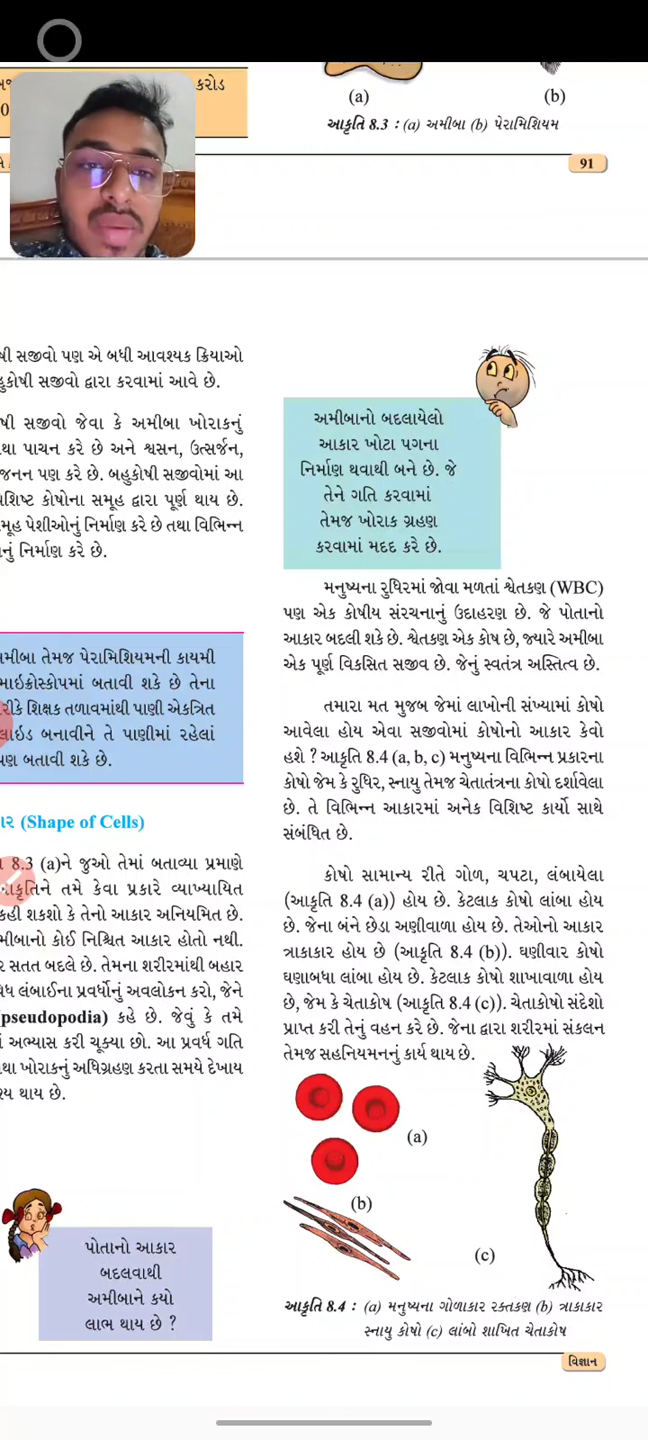 કરોડ
0
(a)
(b)
આકૃતિ 8.3 : (a) અમીબા (b) પેરામિશિયમ
91
ષી સજીવો પણ એ બધી આવશ્યક ક્રિયાઓ
હુકોષી સજીવો દ્વારા કરવામાં આવે છે.
ષી સજીવો જેવા કે અમીબા ખોરાકનું
થા પાચન કરે છે અને શ્વસન, ઉત્સર્જન,
જનન પણ કરે છે. બહુકોષી સજીવોમાં આ
શિષ્ટ કોષોના સમૂહ દ્વારા પૂર્ણ થાય છે.
મૂહ પેશીઓનું નિર્માણ કરે છે તથા વિભિન્ન
નું નિર્માણ કરે છે.
મીબા તેમજ પેરામિશિયમની કાયમી
માઇક્રોસ્કોપમાં બતાવી શકે છે તેના
રીકે શિક્ષક તળાવમાંથી પાણી એકત્રિત
લાઇડ બનાવીને તે પાણીમાં રહેલાં
પણ બતાવી શકે છે.
ાર (Shape of Cells)
8.3 (a)ને જુઓ તેમાં બતાવ્યા પ્રમાણે
આકૃતિને તમે કેવા પ્રકારે વ્યાખ્યાયિત
કહી શકશો કે તેનો આકાર અનિયમિત છે.
મીબાનો કોઈ નિશ્ચિત આકાર હોતો નથી.
ર સતત બદલે છે. તેમના શરીરમાંથી બહાર
વિધ લંબાઈના પ્રવર્ધોનું અવલોકન કરો, જેને
(pseudopodia) કહે છે. જેવું કે તમે
ાં અભ્યાસ કરી ચૂક્યા છો. આ પ્રવર્ધ ગતિ
થા ખોરાકનું અધિગ્રહણ કરતા સમયે દેખાય
શ્ય થાય છે.
પોતાનો આકાર
બદલવાથી
અમીબાને કયો
લાભ થાય છે ?
અમીબાનો બદલાયેલો
આકાર ખોટા પગના
નિર્માણ થવાથી બને છે. જે
તેને ગતિ કરવામાં
તેમજ ખોરાક ગ્રહણ
કરવામાં મદદ કરે છે.
મનુષ્યના રુધિરમાં જોવા મળતાં શ્વેતકણ (WBC)
પણ એક કોષીય સંરચનાનું ઉદાહરણ છે. જે પોતાનો
આકાર બદલી શકે છે. શ્વેતકણ એક કોષ છે, જ્યારે અમીબા
એક પૂર્ણ વિકસિત સજીવ છે. જેનું સ્વતંત્ર અસ્તિત્વ છે.
તમારા મત મુજબ જેમાં લાખોની સંખ્યામાં કોષો
આવેલા હોય એવા સજીવોમાં કોષોનો આકાર કેવો
હશે ? આકૃતિ 8.4 (a, b, c) મનુષ્યના વિભિન્ન પ્રકારના
કોષો જેમ કે રુધિર, સ્નાયુ તેમજ ચેતાતંત્રના કોષો દર્શાવેલા
છે. તે વિભિન્ન આકારમાં અનેક વિશિષ્ટ કાર્યો સાથે
સંબંધિત છે.
કોષો સામાન્ય રીતે ગોળ, ચપટા, લંબાયેલા
(આકૃતિ 8.4 (a)) હોય છે. કેટલાક કોષો લાંબા હોય
છે. જેના બંને છેડા અણીવાળા હોય છે. તેઓનો આકાર
ત્રાકાકાર હોય છે (આકૃતિ 8.4 (b)). ઘણીવાર કોષો
ઘણાબધા લાંબા હોય છે. કેટલાક કોષો શાખાવાળા હોય
છે, જેમ કે ચેતાકોષ (આકૃતિ 8.4 (c)). ચેતાકોષો સંદેશો
પ્રાપ્ત કરી તેનું વહન કરે છે. જેના દ્વારા શરીરમાં સંકલન
તેમજ સહનિયમનનું કાર્ય થાય છે.
(a)
(b)
(c)
આકૃતિ 8.4 : (a) મનુષ્યના ગોળાકાર રક્તકણ (b) ત્રાકાકાર
સ્નાયુ કોષો (c) લાંબો શાખિત ચેતાકોષ
વિજ્ઞાન